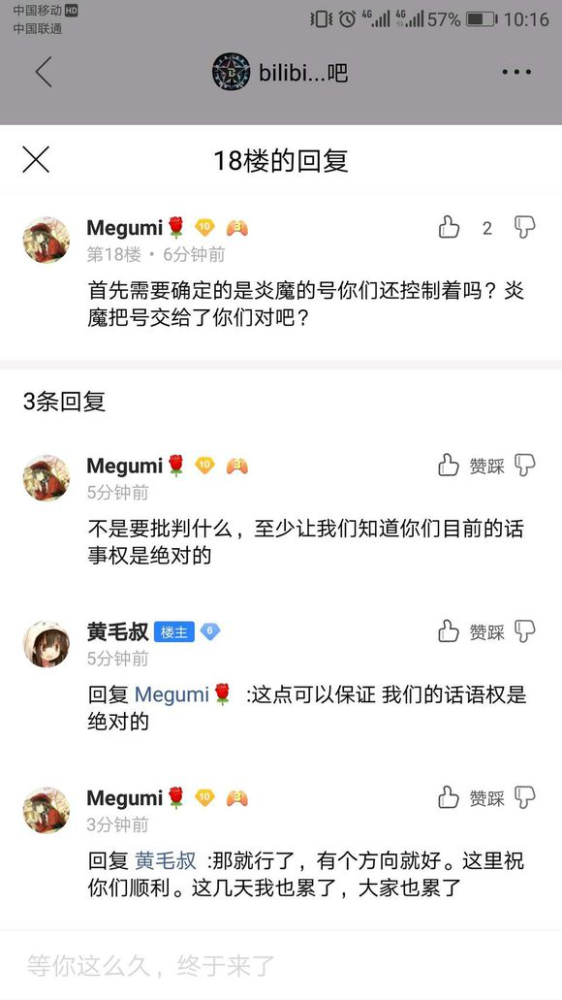 中国移动 HD
中国联通
4G 4G 57% 10:16
bilibi...吧
18楼的回复
Megumi🌹 10 3
2
第18楼 • 6分钟前
首先需要确定的是炎魔的号你们还控制着吗？炎
魔把号交给了你们对吧？
3条回复
Megumi🌹 10 3
赞踩
5分钟前
不是要批判什么，至少让我们知道你们目前的话
事权是绝对的
黄毛叔 楼主 6
赞踩
5分钟前
回复 Megumi🌹 :这点可以保证 我们的话语权是
绝对的
Megumi🌹 10 3
赞踩
3分钟前
回复 黄毛叔 :那就行了，有个方向就好。这里祝
你们顺利。这几天我也累了，大家也累了
等你这么久，终于来了